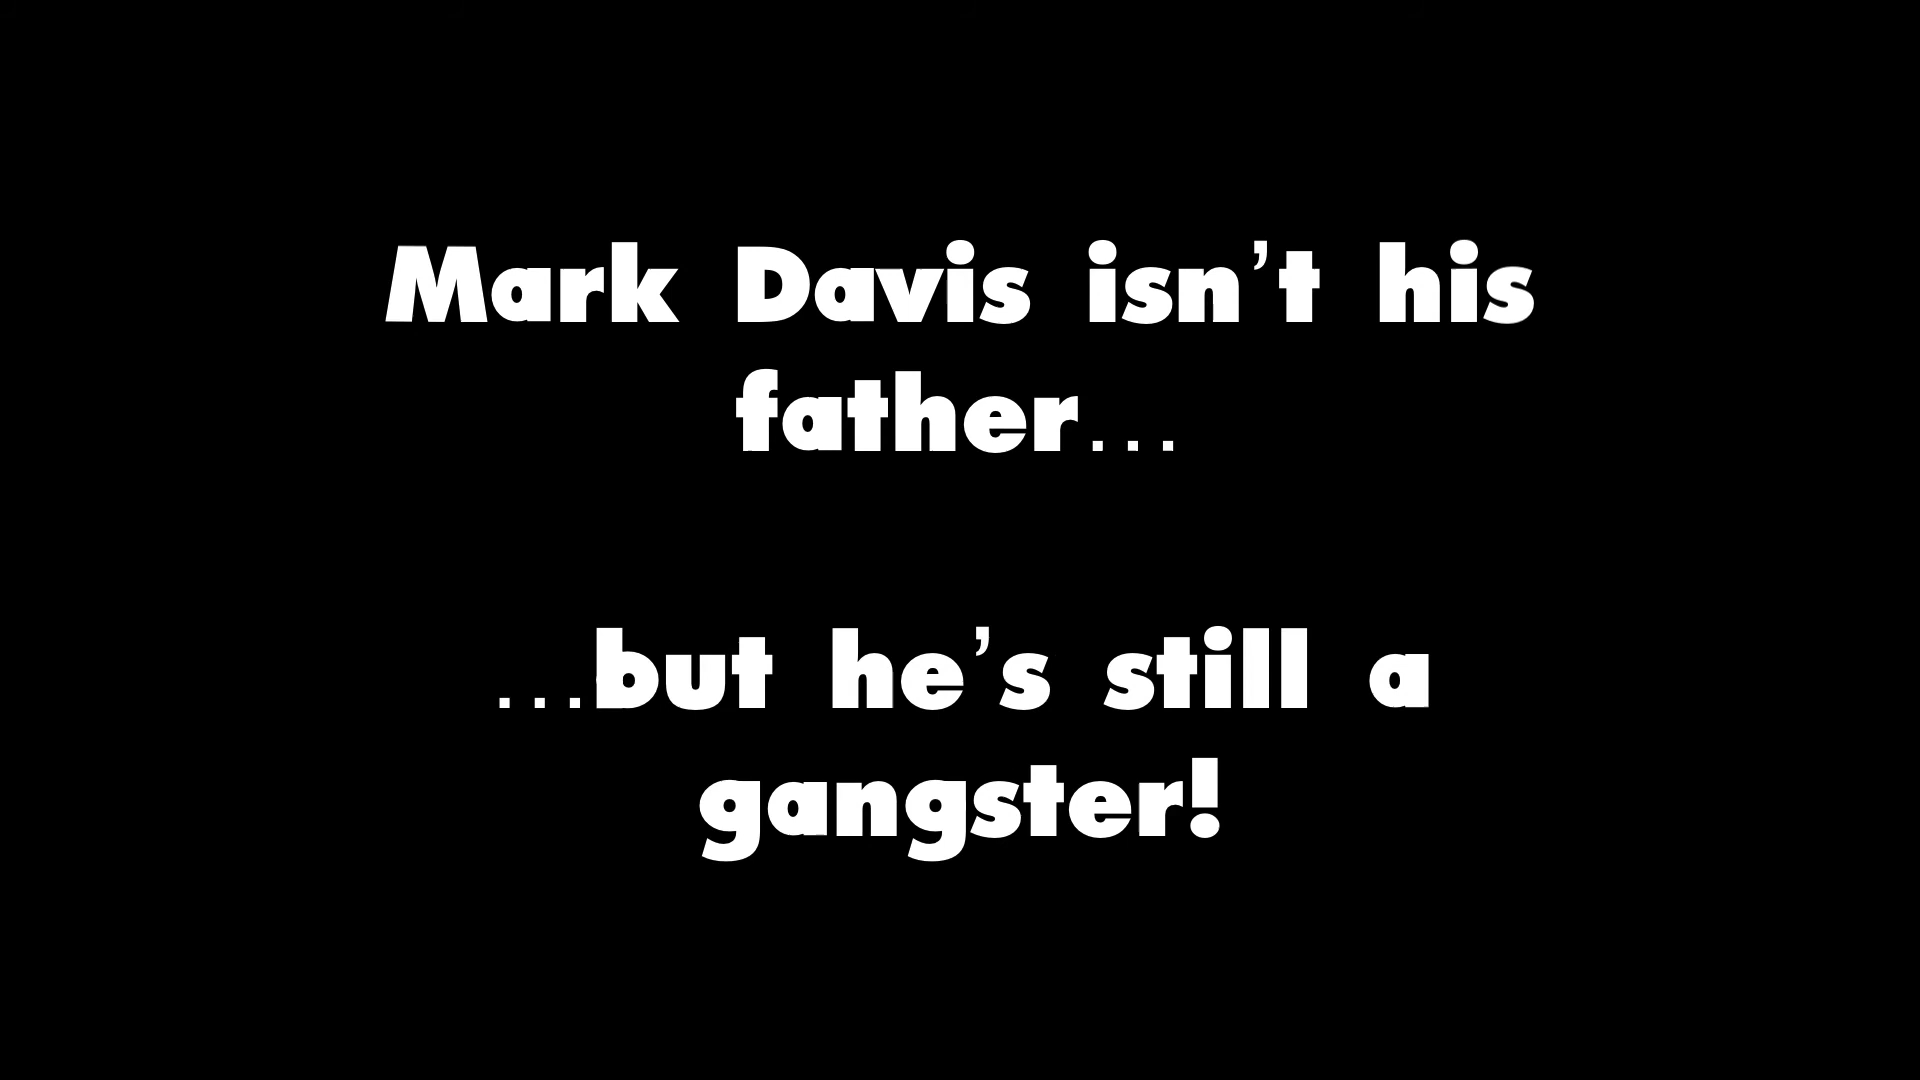 Mark Davis isn’t his
father...
...but he’s still a
gangster!